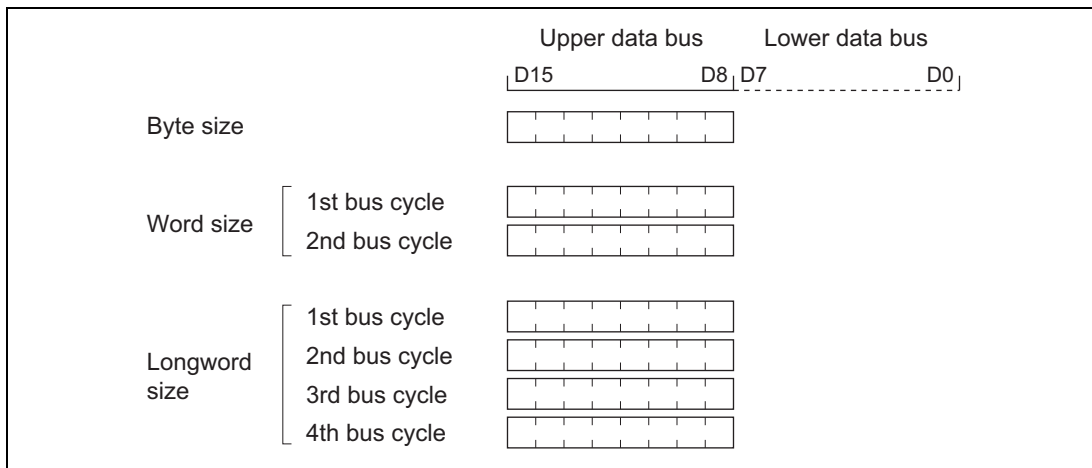 Upper data bus Lower data bus
D15 D8 D7 D0
Byte size
Word size
1st bus cycle
2nd bus cycle
Longword
size
1st bus cycle
2nd bus cycle
3rd bus cycle
4th bus cycle